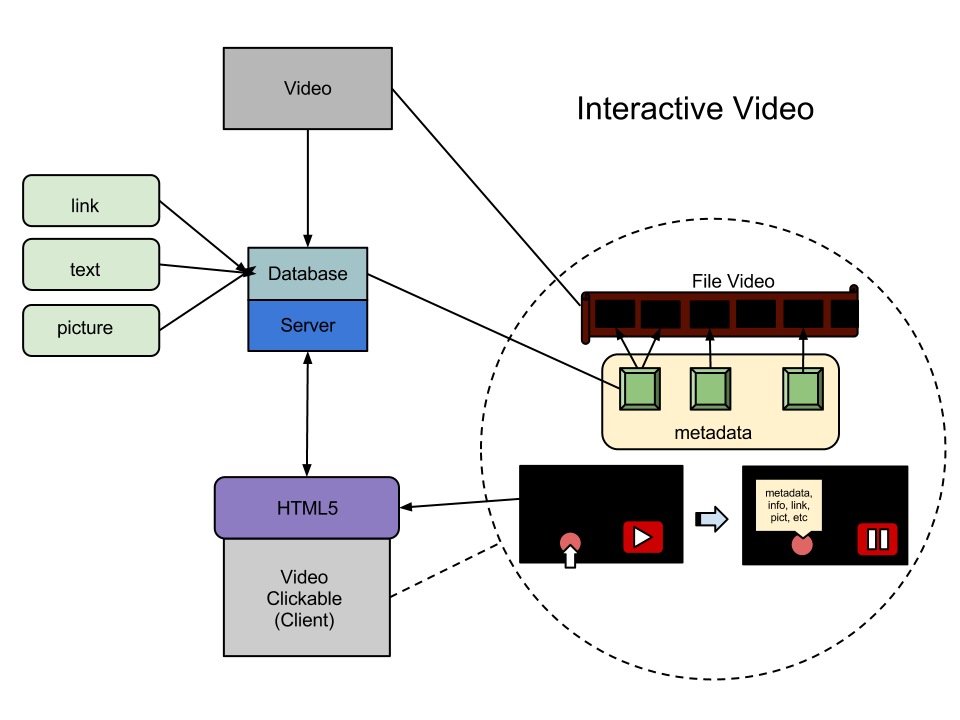 Video
Interactive Video
link
text
picture
Database
Server
File Video
metadata
HTML5
Video
Clickable
(Client)
metadata,
info, link,
pict, etc